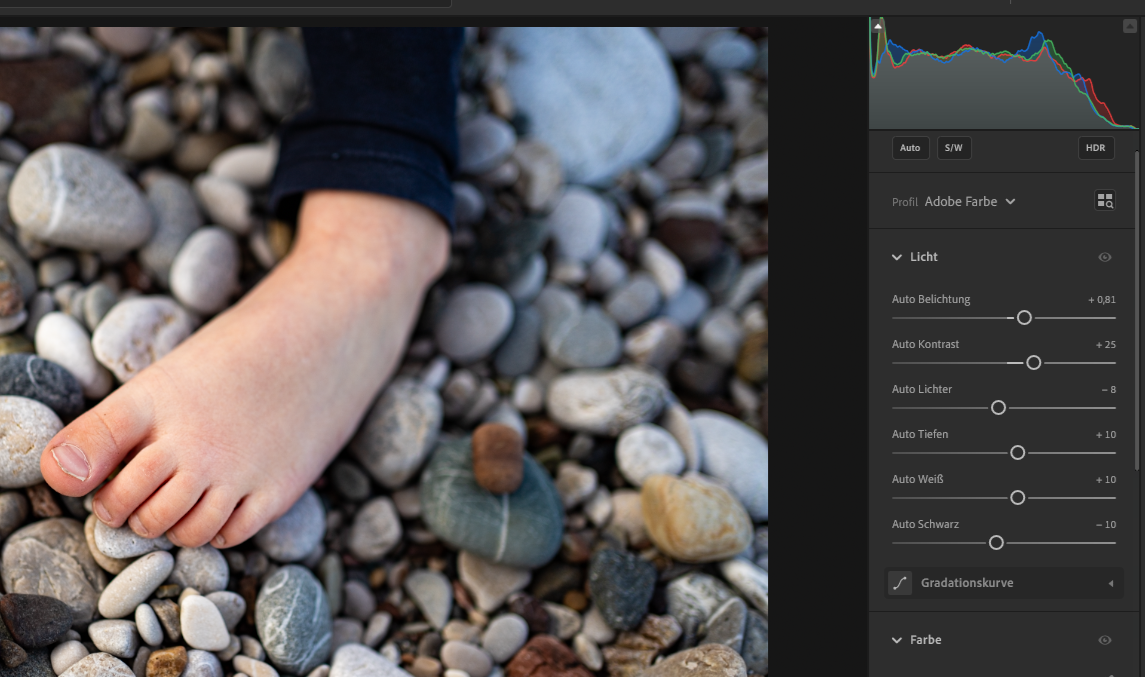 Auto S/W HDR
Profil Adobe Farbe
Licht
Auto Belichtung + 0,81
Auto Kontrast + 25
Auto Lichter – 8
Auto Tiefen + 10
Auto Weiß + 10
Auto Schwarz – 10
Gradationskurve
Farbe